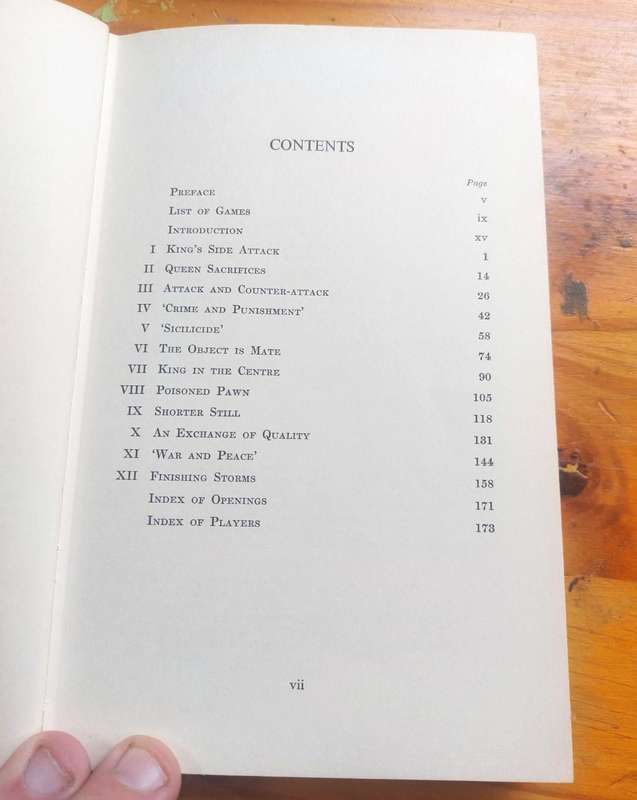 CONTENTS
Page
PREFACE v
LIST OF GAMES ix
INTRODUCTION xv
I KING'S SIDE ATTACK 1
II QUEEN SACRIFICES 14
III ATTACK AND COUNTER-ATTACK 26
IV ‘CRIME AND PUNISHMENT’ 42
V ‘SICILICIDE’ 58
VI THE OBJECT IS MATE 74
VII KING IN THE CENTRE 90
VIII POISONED PAWN 105
IX SHORTER STILL 118
X AN EXCHANGE OF QUALITY 131
XI ‘WAR AND PEACE’ 144
XII FINISHING STORMS 158
INDEX OF OPENINGS 171
INDEX OF PLAYERS 173
vii